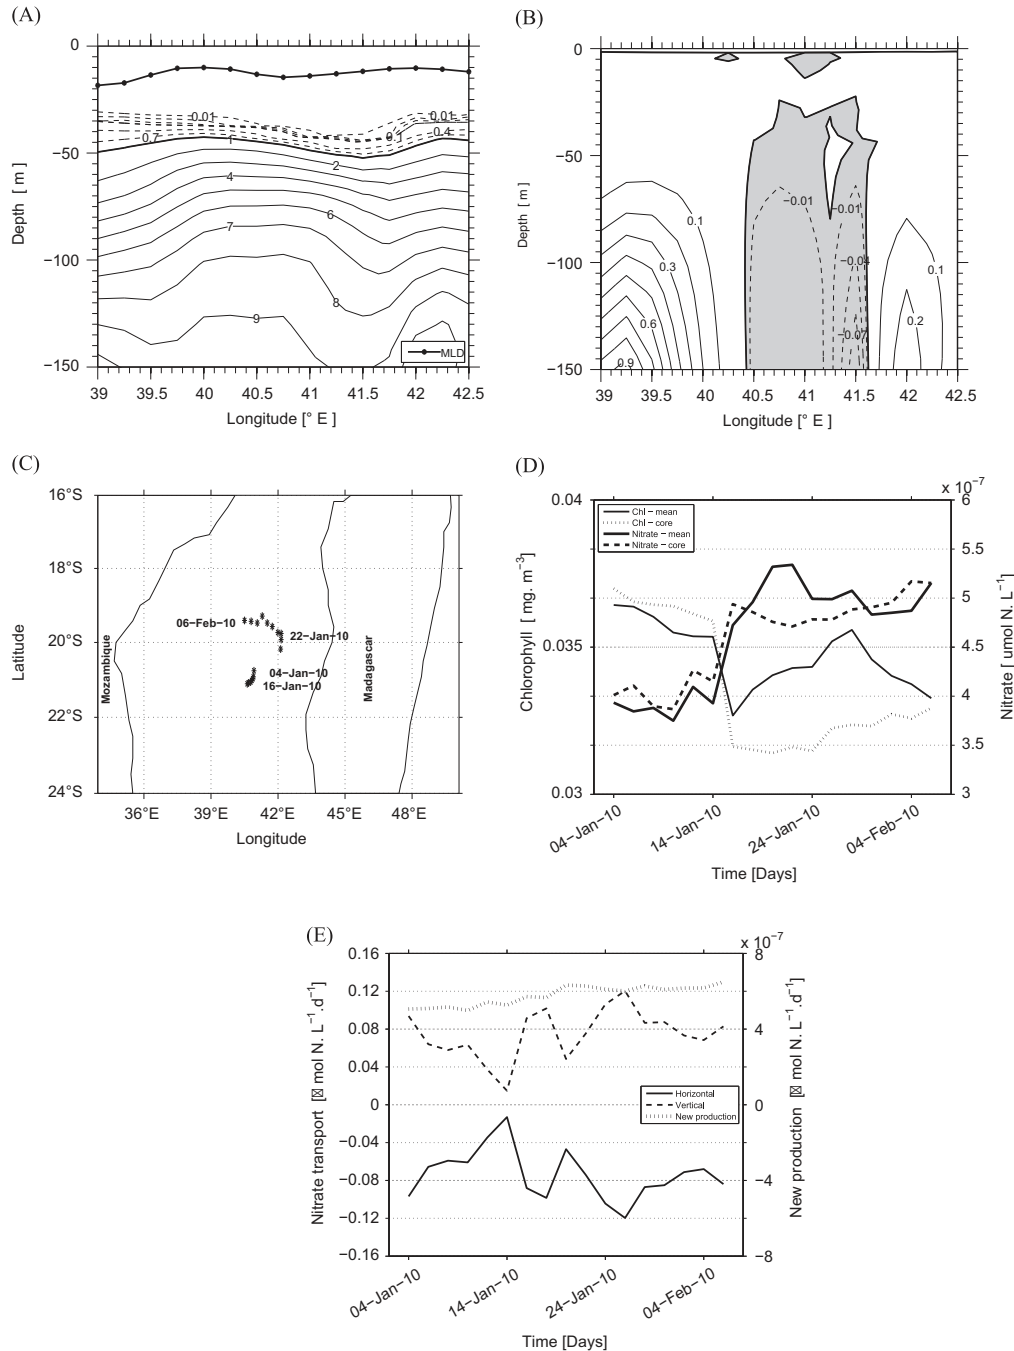 (A)
0
−50
−100
−150
Depth [ m ]
0.01
0.01
0.7
0.1
0.4
1
2
4
6
7
8
9
MLD
39
39.5
40
40.5
41
41.5
42
42.5
Longitude [° E ]
(B)
0
−50
−100
−150
Depth [ m ]
0.1
0.3
0.6
0.9
−0.01
−0.01
−0.04
−0.07
0.1
0.2
39
39.5
40
40.5
41
41.5
42
42.5
Longitude [° E ]
(C)
16°S
18°S
20°S
22°S
24°S
Latitude
Mozambique
06−Feb−10
22−Jan−10
04−Jan−10
16−Jan−10
Madagascar
36°E
39°E
42°E
45°E
48°E
Longitude
(D)
x 10⁻⁷
0.04
0.035
0.03
Chlorophyll [ mg. m⁻³]
Chl − mean
Chl − core
Nitrate − mean
Nitrate − core
6
5.5
5
4.5
4
3.5
3
Nitrate [ umol N. L⁻¹]
04−Jan−10
14−Jan−10
24−Jan−10
04−Feb−10
Time [Days]
(E)
x 10⁻⁷
0.16
0.12
0.08
0.04
0
−0.04
−0.08
−0.12
−0.16
Nitrate transport [☒ mol N. L⁻¹.d⁻¹]
Horizontal
Vertical
New production
8
4
0
−4
−8
New production [☒ mol N. L⁻¹.d⁻¹]
04−Jan−10
14−Jan−10
24−Jan−10
04−Feb−10
Time [Days]